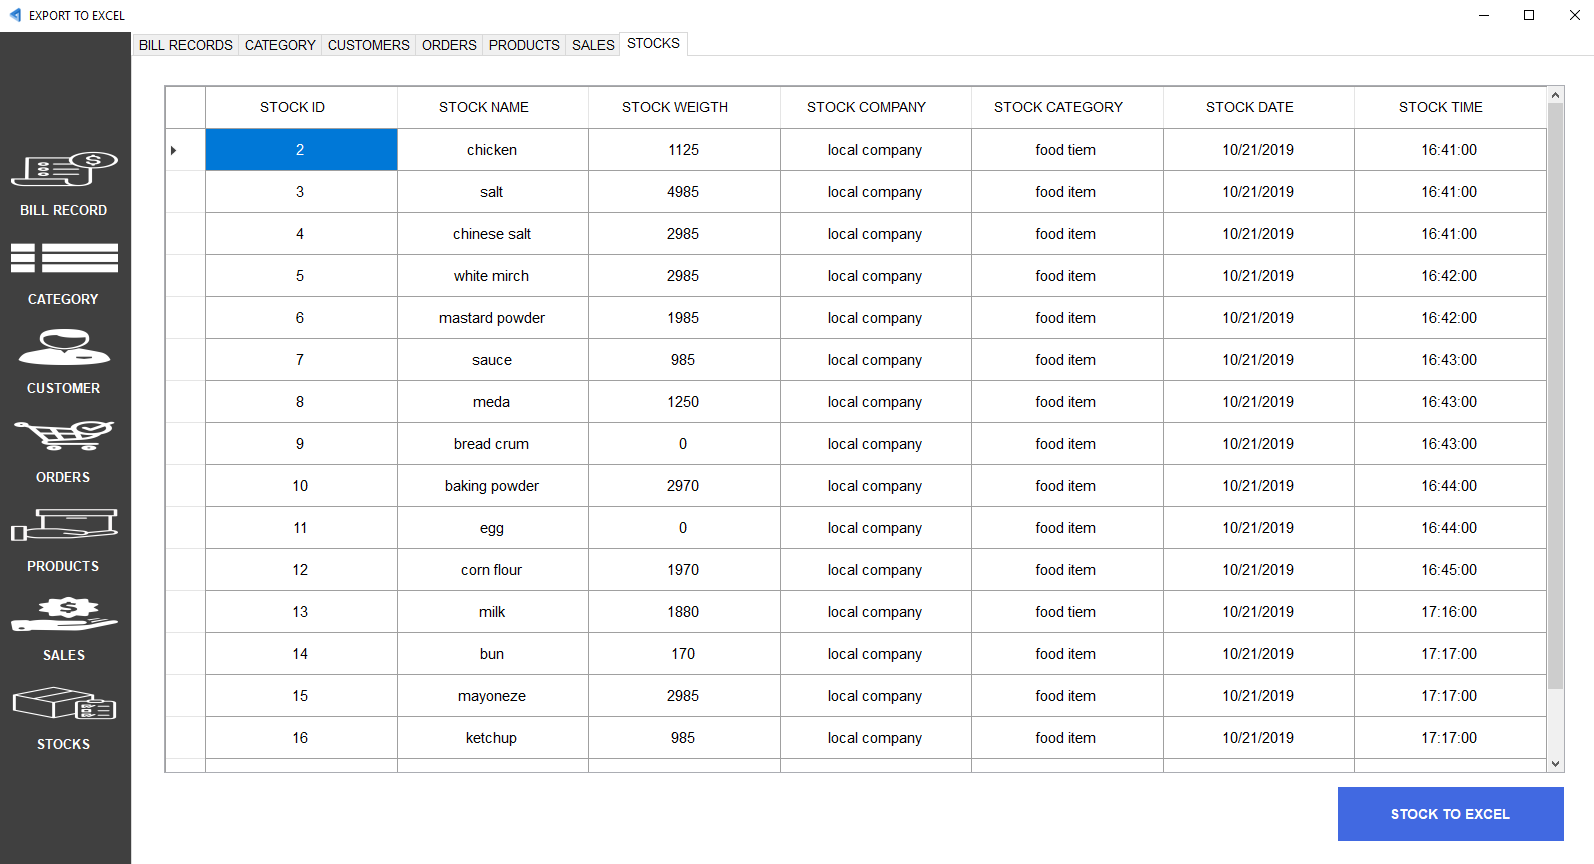 EXPORT TO EXCEL
BILL RECORDS CATEGORY CUSTOMERS ORDERS PRODUCTS SALES STOCKS
BILL RECORD
CATEGORY
CUSTOMER
ORDERS
PRODUCTS
SALES
STOCKS
STOCK ID STOCK NAME STOCK WEIGTH STOCK COMPANY STOCK CATEGORY STOCK DATE STOCK TIME
2 chicken 1125 local company food tiem 10/21/2019 16:41:00
3 salt 4985 local company food item 10/21/2019 16:41:00
4 chinese salt 2985 local company food item 10/21/2019 16:41:00
5 white mirch 2985 local company food item 10/21/2019 16:42:00
6 mastard powder 1985 local company food item 10/21/2019 16:42:00
7 sauce 985 local company food item 10/21/2019 16:43:00
8 meda 1250 local company food item 10/21/2019 16:43:00
9 bread crum 0 local company food item 10/21/2019 16:43:00
10 baking powder 2970 local company food item 10/21/2019 16:44:00
11 egg 0 local company food item 10/21/2019 16:44:00
12 corn flour 1970 local company food item 10/21/2019 16:45:00
13 milk 1880 local company food tiem 10/21/2019 17:16:00
14 bun 170 local company food item 10/21/2019 17:17:00
15 mayoneze 2985 local company food item 10/21/2019 17:17:00
16 ketchup 985 local company food item 10/21/2019 17:17:00
STOCK TO EXCEL